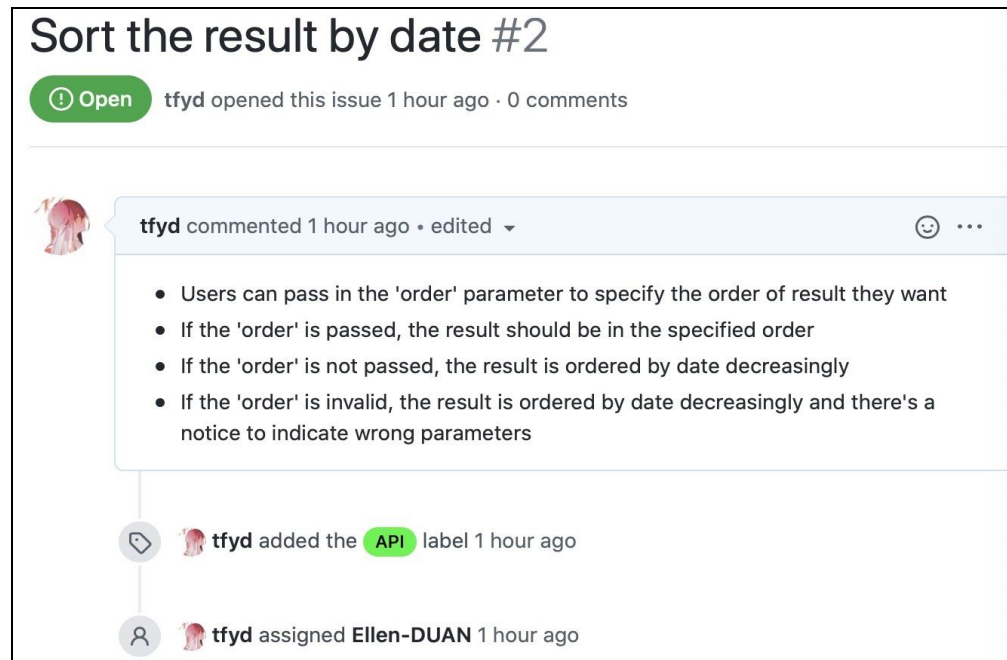 Sort the result by date #2
Open tfyd opened this issue 1 hour ago · 0 comments
tfyd commented 1 hour ago • edited
• Users can pass in the 'order' parameter to specify the order of result they want
• If the 'order' is passed, the result should be in the specified order
• If the 'order' is not passed, the result is ordered by date decreasingly
• If the 'order' is invalid, the result is ordered by date decreasingly and there's a
notice to indicate wrong parameters
tfyd added the API label 1 hour ago
tfyd assigned Ellen-DUAN 1 hour ago